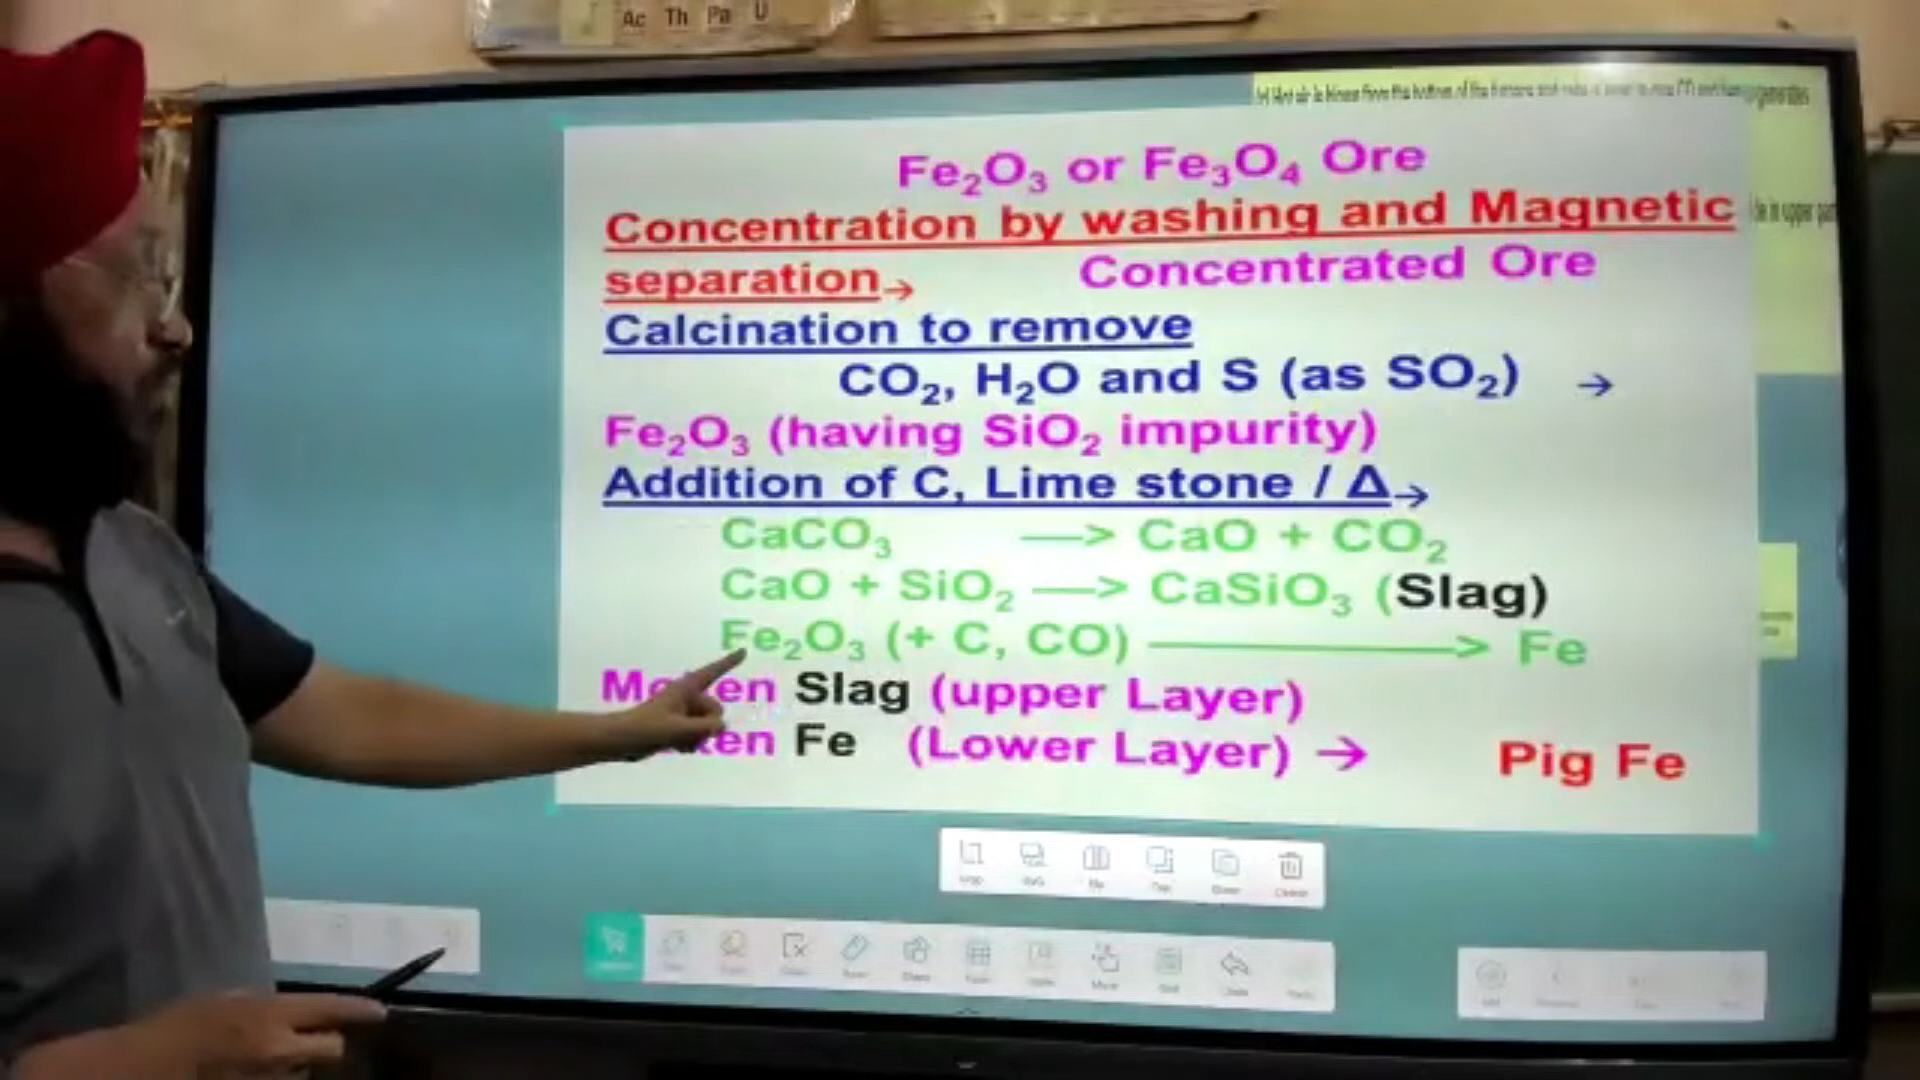 Ac Th Pa U
Fe₂O₃ or Fe₃O₄ Ore
Concentration by washing and Magnetic
separation→ Concentrated Ore
Calcination to remove
CO₂, H₂O and S (as SO₂) →
Fe₂O₃ (having SiO₂ impurity)
Addition of C, Lime stone / Δ→
CaCO₃ —> CaO + CO₂
CaO + SiO₂ —> CaSiO₃ (Slag)
Fe₂O₃ (+ C, CO) ————> Fe
Slag (upper Layer)
Fe (Lower Layer) → Pig Fe